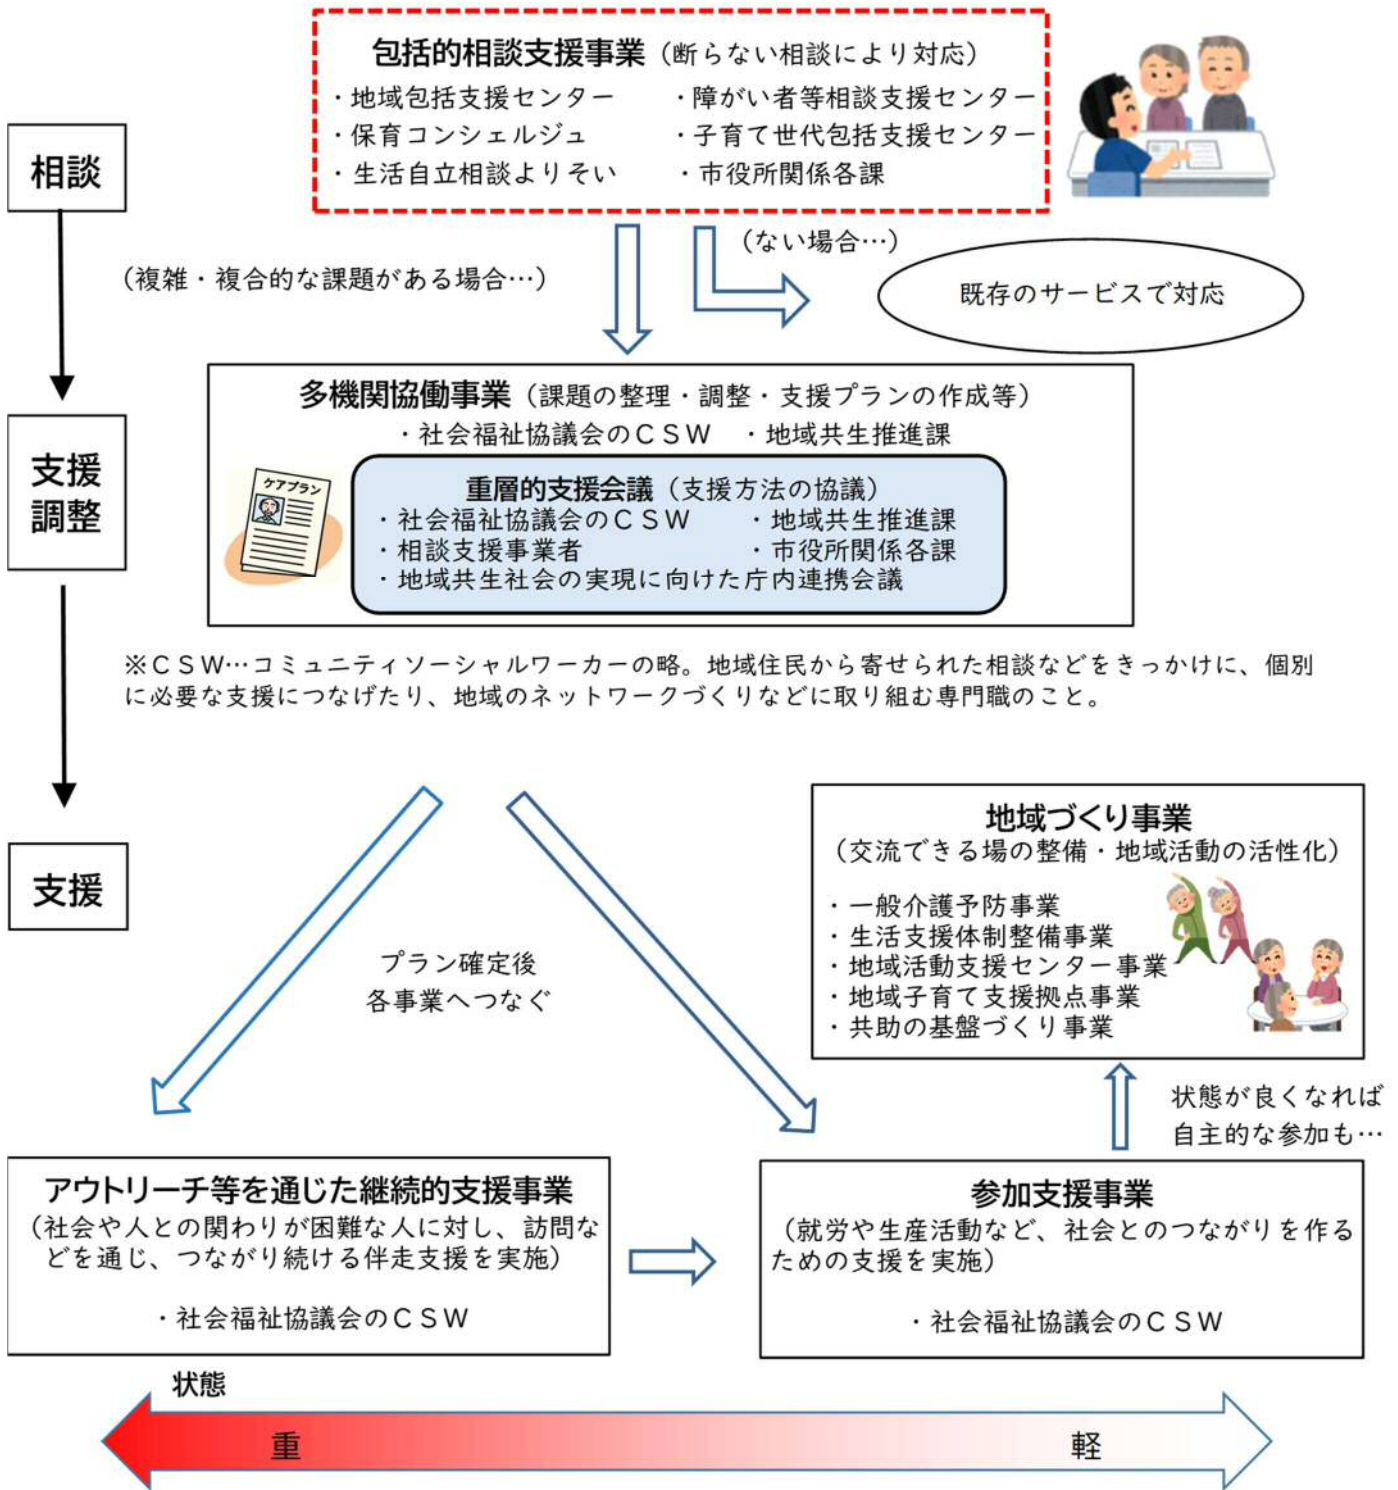 包括的相談支援事業（断らない相談により対応）
・地域包括支援センター ・障がい者等相談支援センター
・保育コンシェルジュ ・子育て世代包括支援センター
・生活自立相談よりそい ・市役所関係各課
相談
（ない場合…）
（複雑・複合的な課題がある場合…）
既存のサービスで対応
多機関協働事業（課題の整理・調整・支援プランの作成等）
・社会福祉協議会のCSW ・地域共生推進課
支援
調整
ケアプラン
重層的支援会議（支援方法の協議）
・社会福祉協議会のCSW ・地域共生推進課
・相談支援事業者 ・市役所関係各課
・地域共生社会の実現に向けた庁内連携会議
※CSW…コミュニティソーシャルワーカーの略。地域住民から寄せられた相談などをきっかけに、個別
に必要な支援につなげたり、地域のネットワークづくりなどに取り組む専門職のこと。
支援
地域づくり事業
（交流できる場の整備・地域活動の活性化）
・一般介護予防事業
・生活支援体制整備事業
・地域活動支援センター事業
・地域子育て支援拠点事業
・共助の基盤づくり事業
プラン確定後
各事業へつなぐ
状態が良くなれば
自主的な参加も…
アウトリーチ等を通じた継続的支援事業
（社会や人との関わりが困難な人に対し、訪問な
どを通じ、つながり続ける伴走支援を実施）
・社会福祉協議会のCSW
参加支援事業
（就労や生産活動など、社会とのつながりを作る
ための支援を実施）
・社会福祉協議会のCSW
状態
重 軽